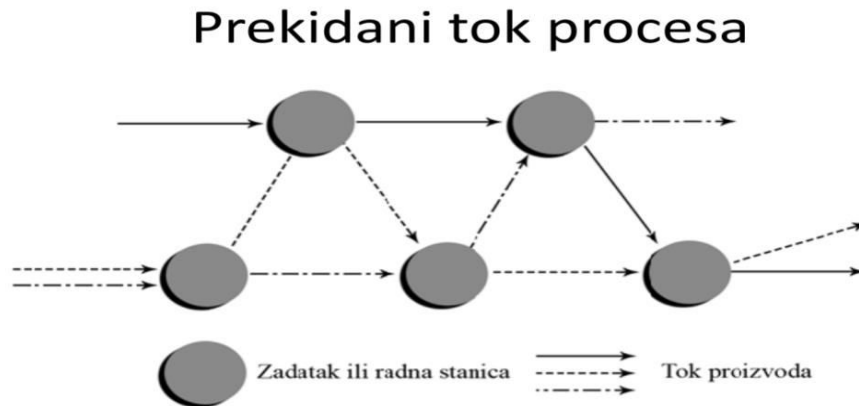 Prekidani tok procesa
Zadatak ili radna stanica
Tok proizvoda